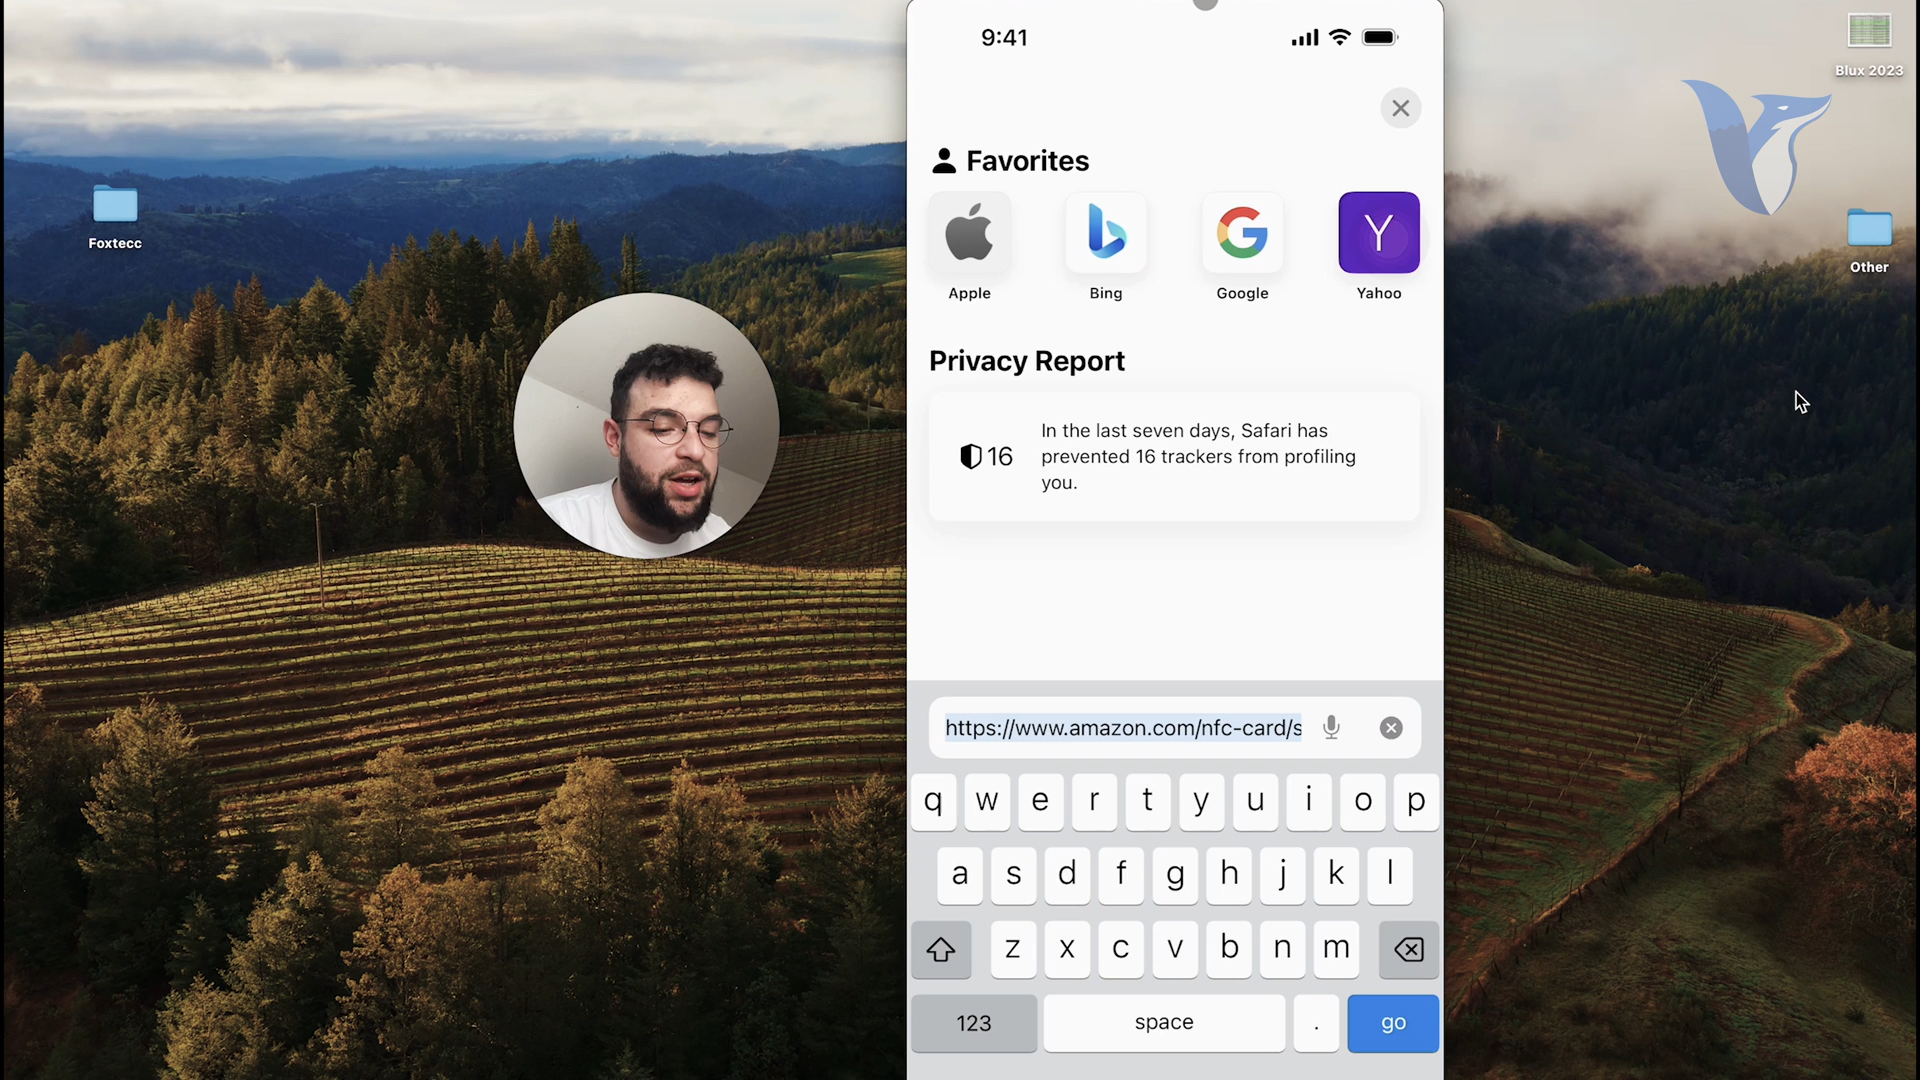 9:41
Blux 2023
Favorites
Foxtecc
Other
Y
Apple
Bing
Google
Yahoo
Privacy Report
16
In the last seven days, Safari has
prevented 16 trackers from profiling
you.
https://www.amazon.com/nfc-card/s
q w e r t y u i o p
a s d f g h j k l
z x c v b n m
123 space . go